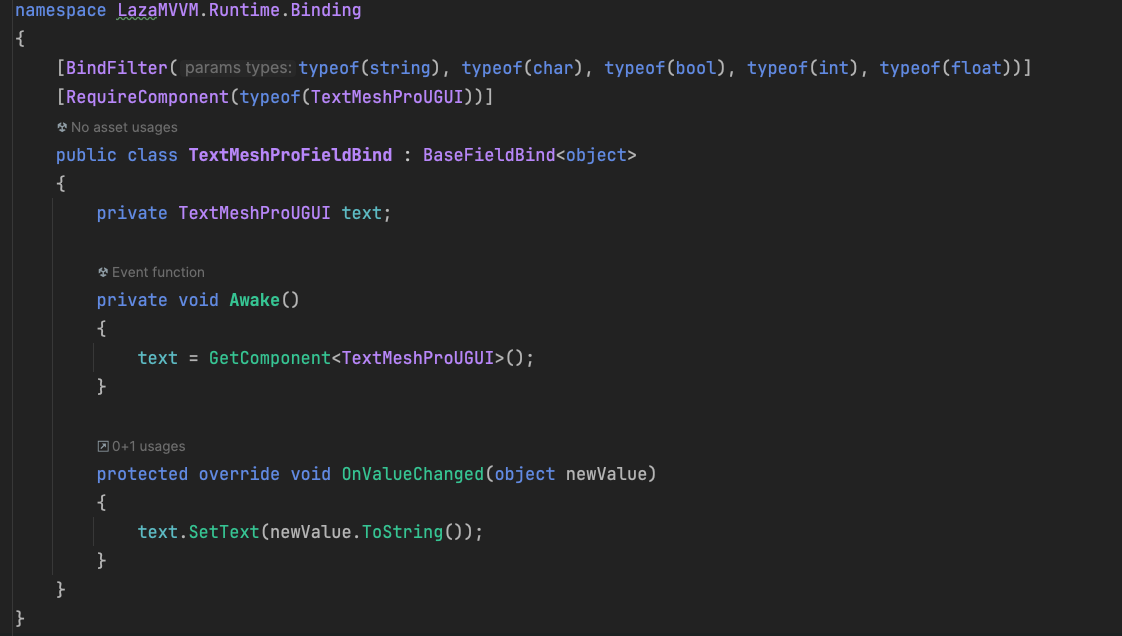 namespace LazaMVVM.Runtime.Binding
{
[BindFilter( params types: typeof(string), typeof(char), typeof(bool), typeof(int), typeof(float))]
[RequireComponent(typeof(TextMeshProUGUI))]
No asset usages
public class TextMeshProFieldBind : BaseFieldBind<object>
{
private TextMeshProUGUI text;
Event function
private void Awake()
{
text = GetComponent<TextMeshProUGUI>();
}
0+1 usages
protected override void OnValueChanged(object newValue)
{
text.SetText(newValue.ToString());
}
}
}